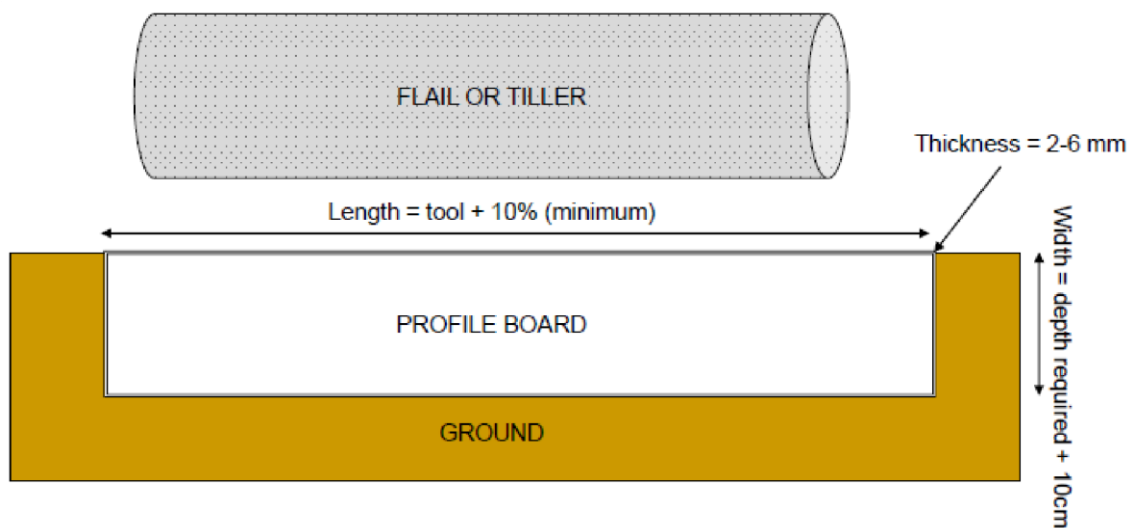 FLAIL OR TILLER
Thickness = 2-6 mm
Length = tool + 10% (minimum)
PROFILE BOARD
Width = depth required + 10cm
GROUND